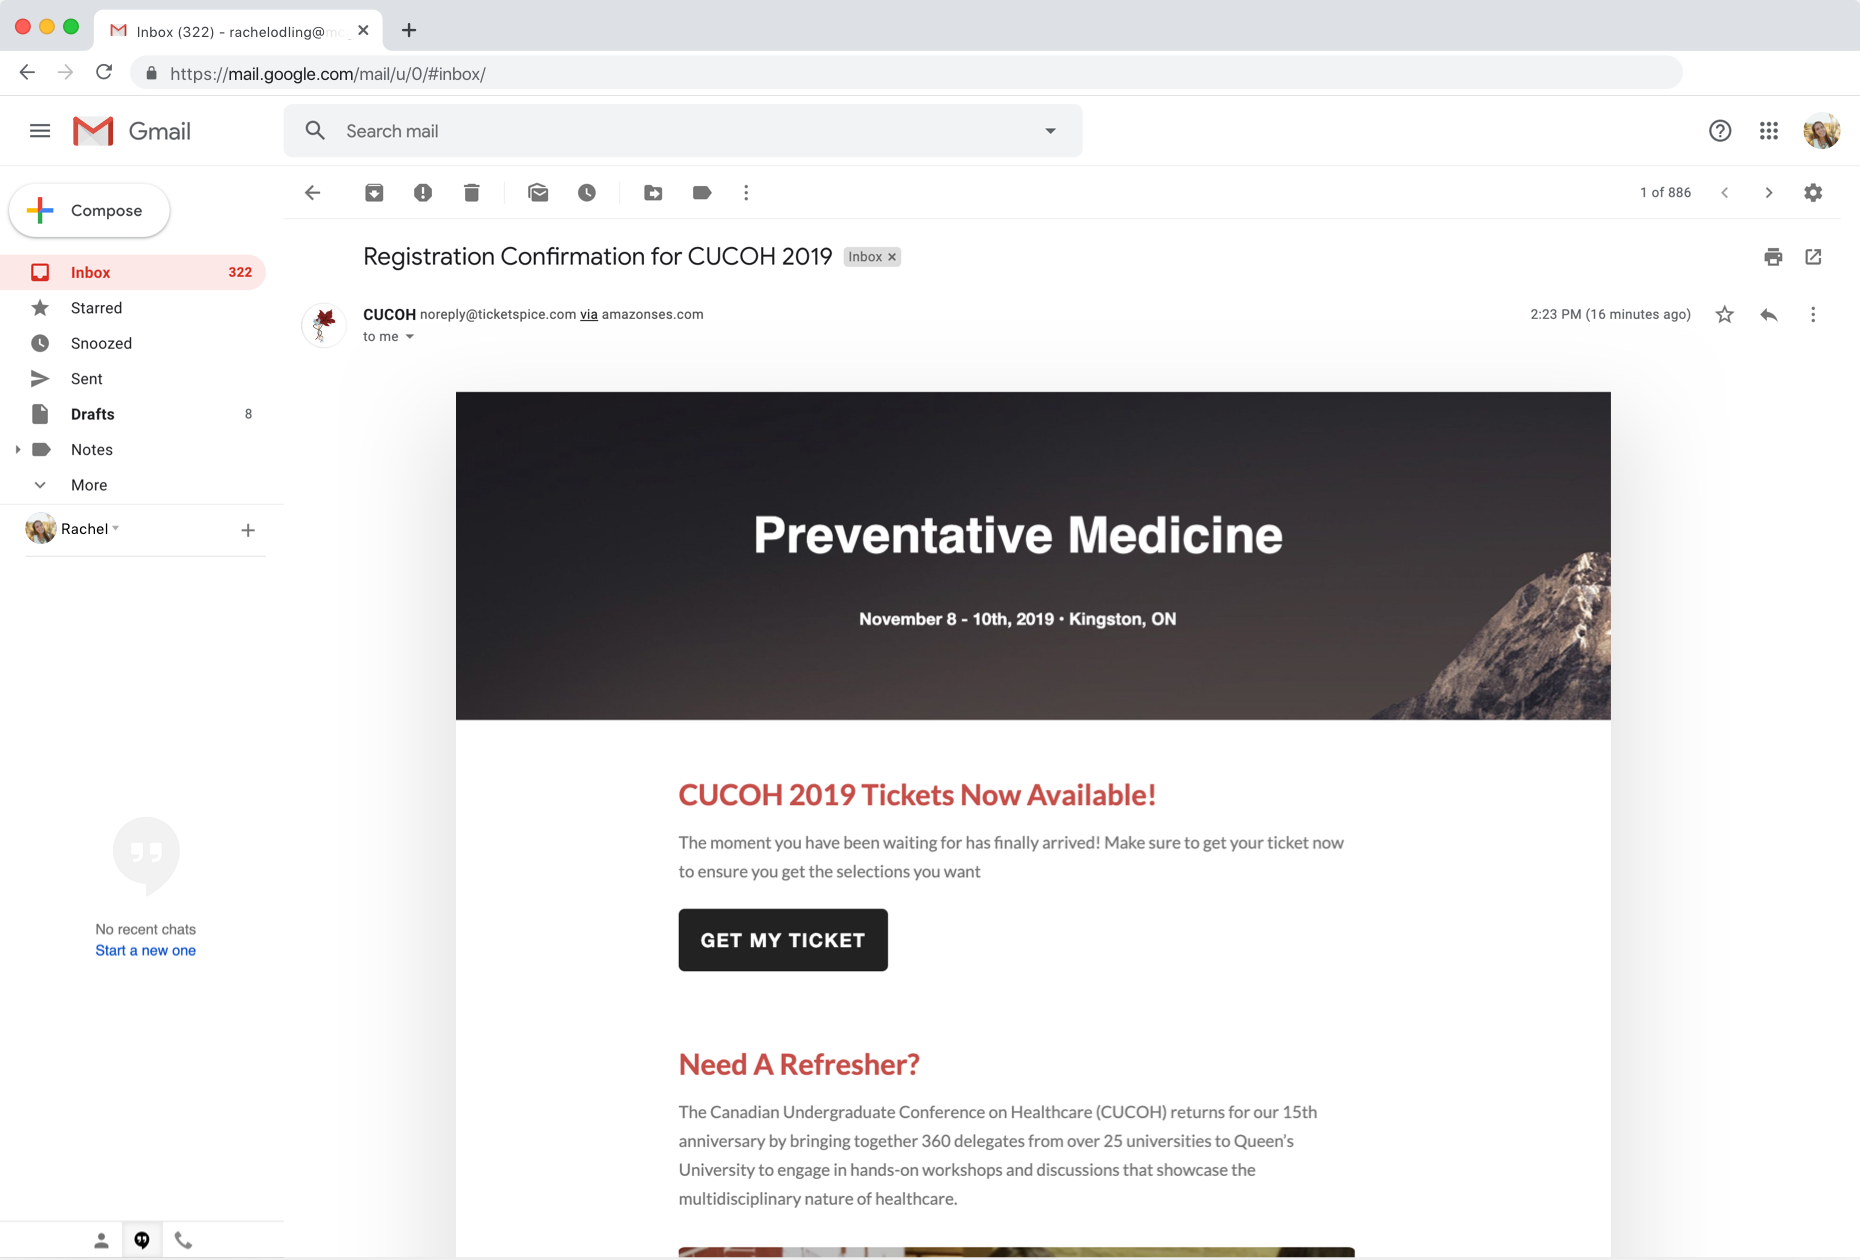 Inbox (322) - rachelodling@
https://mail.google.com/mail/u/0/#inbox/
Gmail
Search mail
Compose
1 of 886
Inbox 322
Starred
Snoozed
Sent
Drafts 8
Notes
More
Rachel
No recent chats
Start a new one
Registration Confirmation for CUCOH 2019 Inbox
CUCOH noreply@ticketspice.com via amazonses.com
2:23 PM (16 minutes ago)
to me
Preventative Medicine
November 8 - 10th, 2019 • Kingston, ON
CUCOH 2019 Tickets Now Available!
The moment you have been waiting for has finally arrived! Make sure to get your ticket now
to ensure you get the selections you want
GET MY TICKET
Need A Refresher?
The Canadian Undergraduate Conference on Healthcare (CUCOH) returns for our 15th
anniversary by bringing together 360 delegates from over 25 universities to Queen's
University to engage in hands-on workshops and discussions that showcase the
multidisciplinary nature of healthcare.